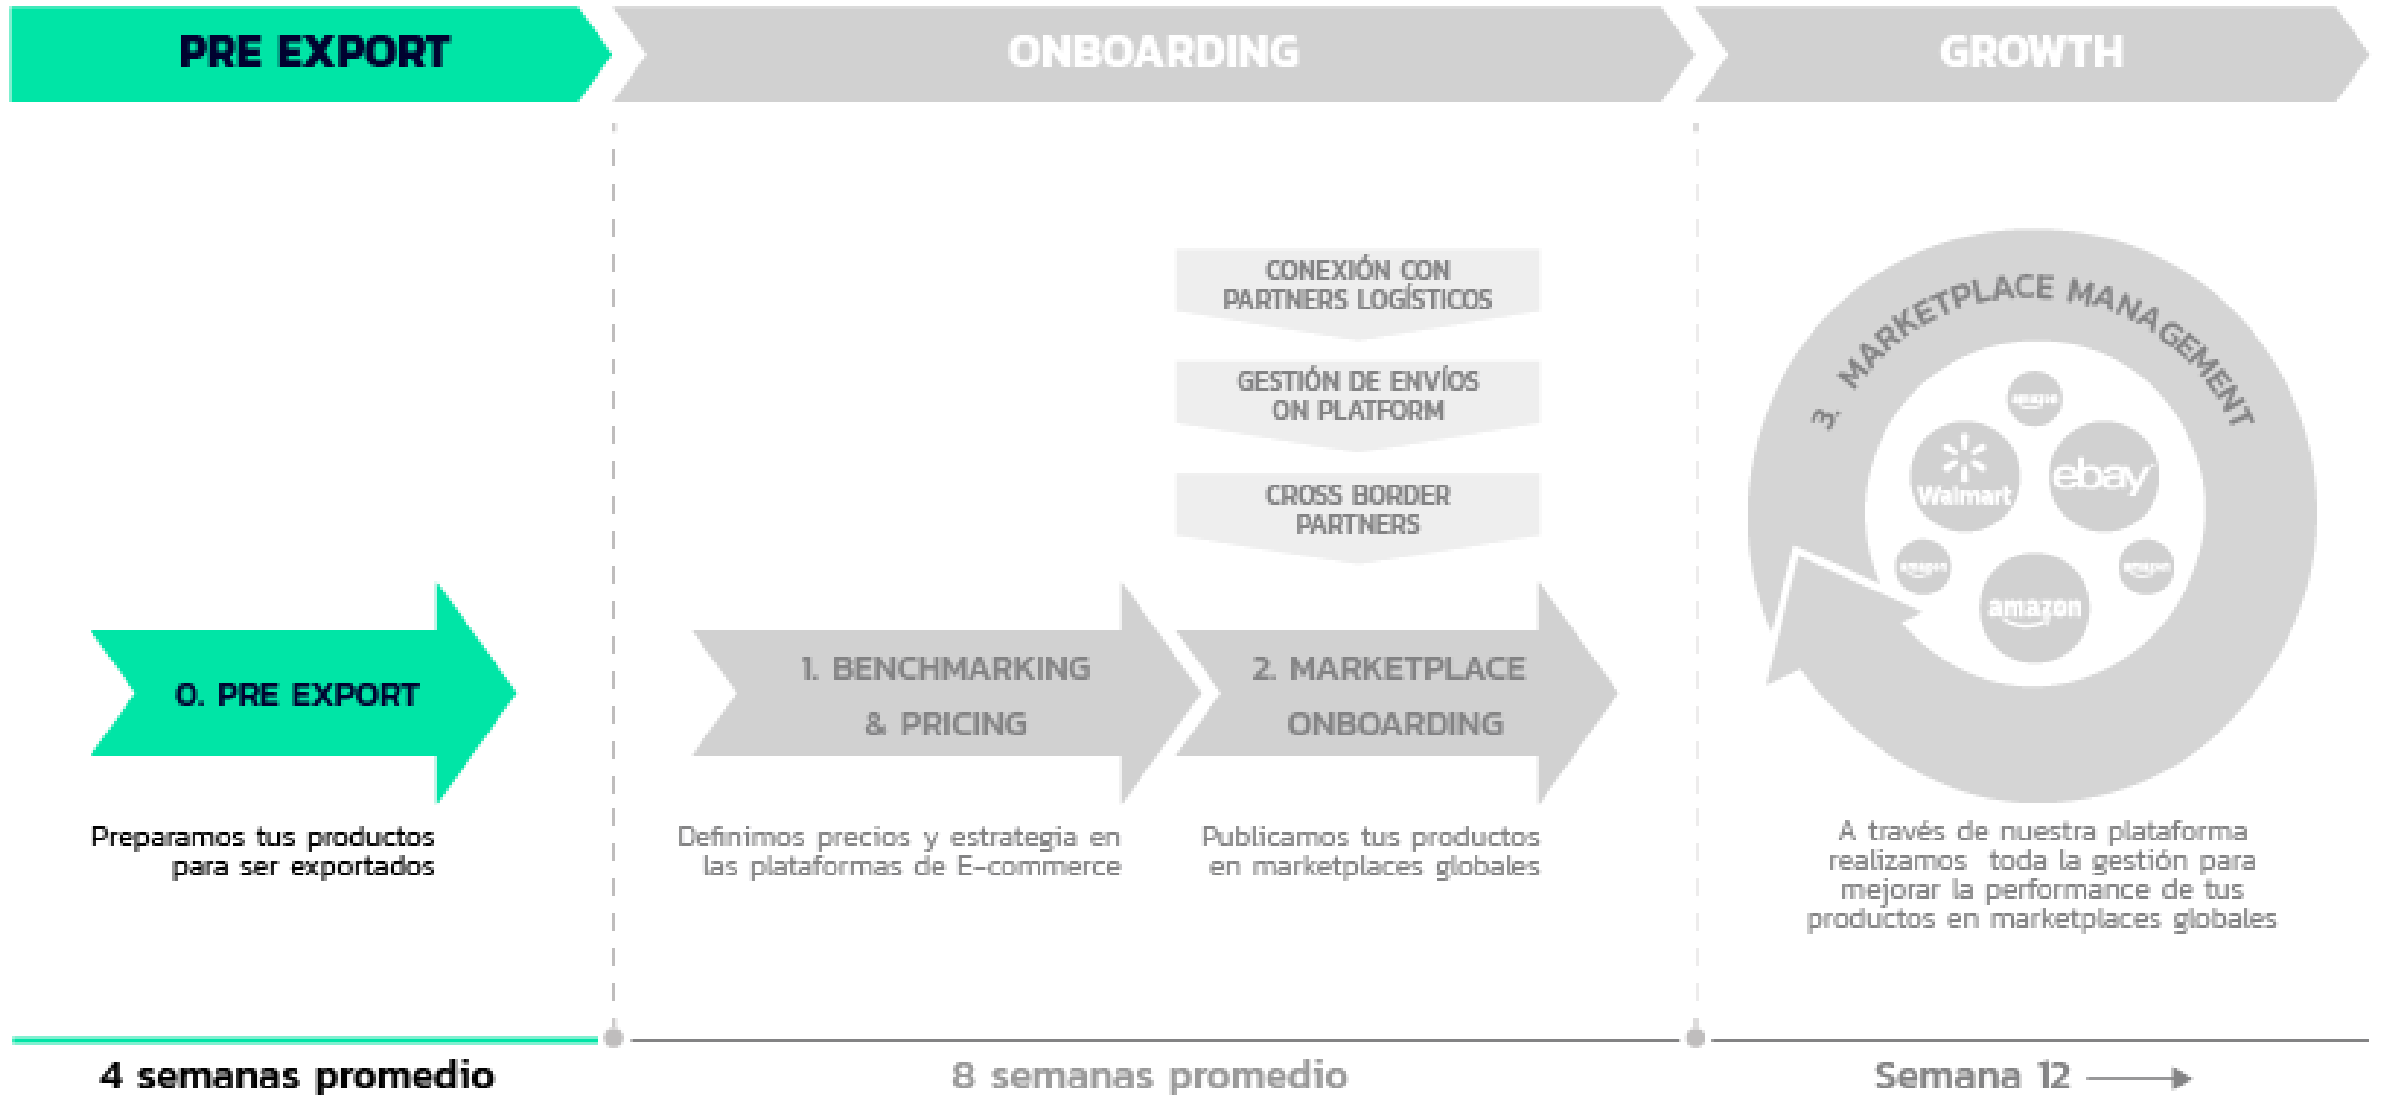 PRE EXPORT
ONBOARDING
GROWTH
0. PRE EXPORT
Preparamos tus productos
para ser exportados
4 semanas promedio
CONEXIÓN CON
PARTNERS LOGÍSTICOS
GESTIÓN DE ENVÍOS
ON PLATFORM
CROSS BORDER
PARTNERS
1. BENCHMARKING
& PRICING
Definimos precios y estrategia en
las plataformas de E-commerce
2. MARKETPLACE
ONBOARDING
Publicamos tus productos
en marketplaces globales
8 semanas promedio
3. MARKETPLACE MANAGEMENT
amazon
Walmart
ebay
amazon
amazon
amazon
A través de nuestra plataforma
realizamos toda la gestión para
mejorar la performance de tus
productos en marketplaces globales
Semana 12